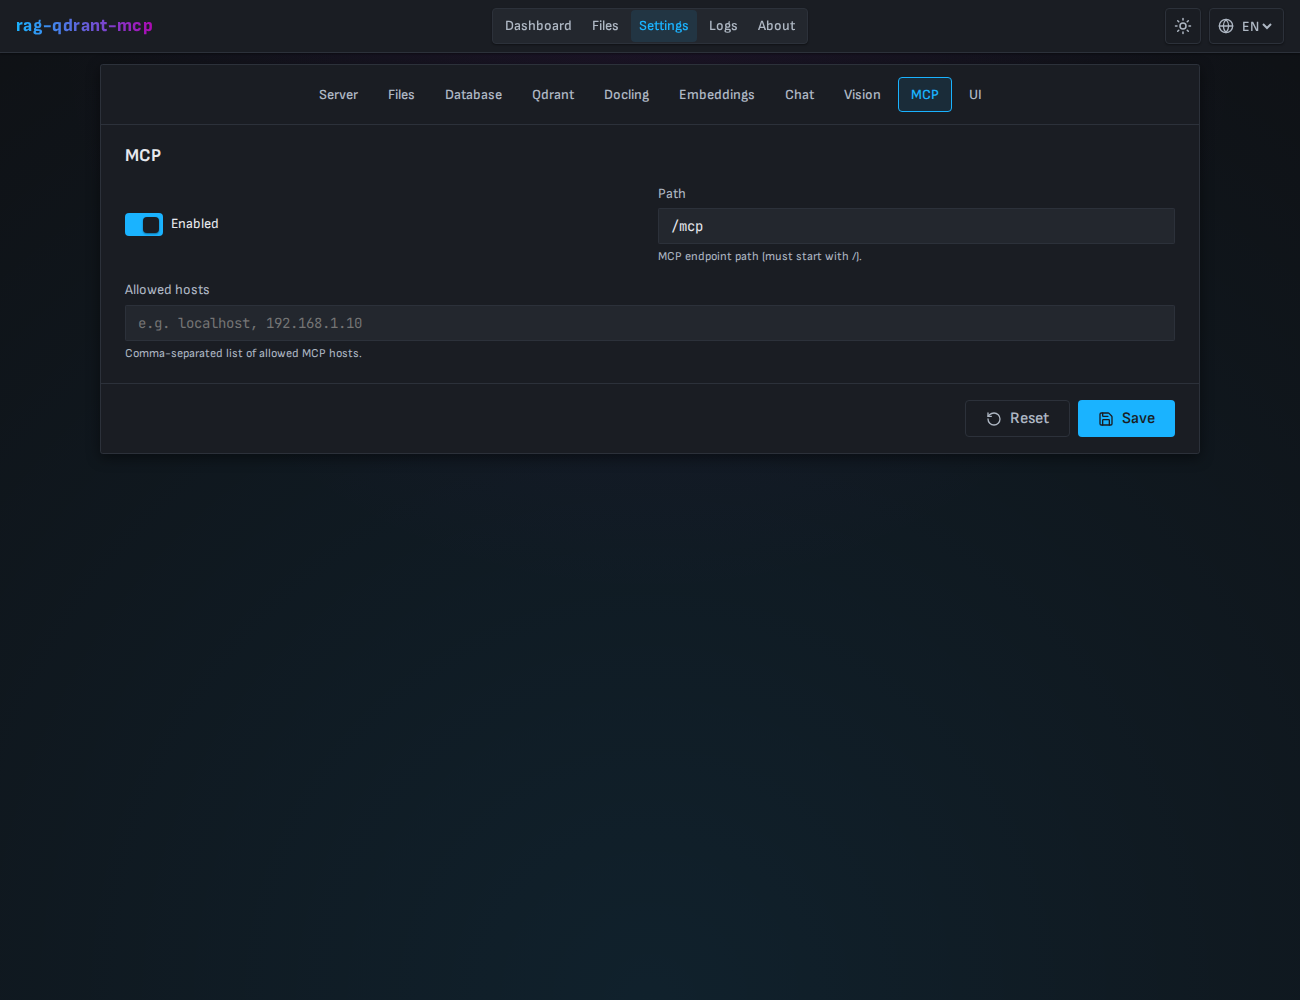 rag-qdrant-mcp
Dashboard Files Settings Logs About
EN
Server Files Database Qdrant Docling Embeddings Chat Vision MCP UI
MCP
Enabled
Path
/mcp
MCP endpoint path (must start with /).
Allowed hosts
e.g. localhost, 192.168.1.10
Comma-separated list of allowed MCP hosts.
Reset Save